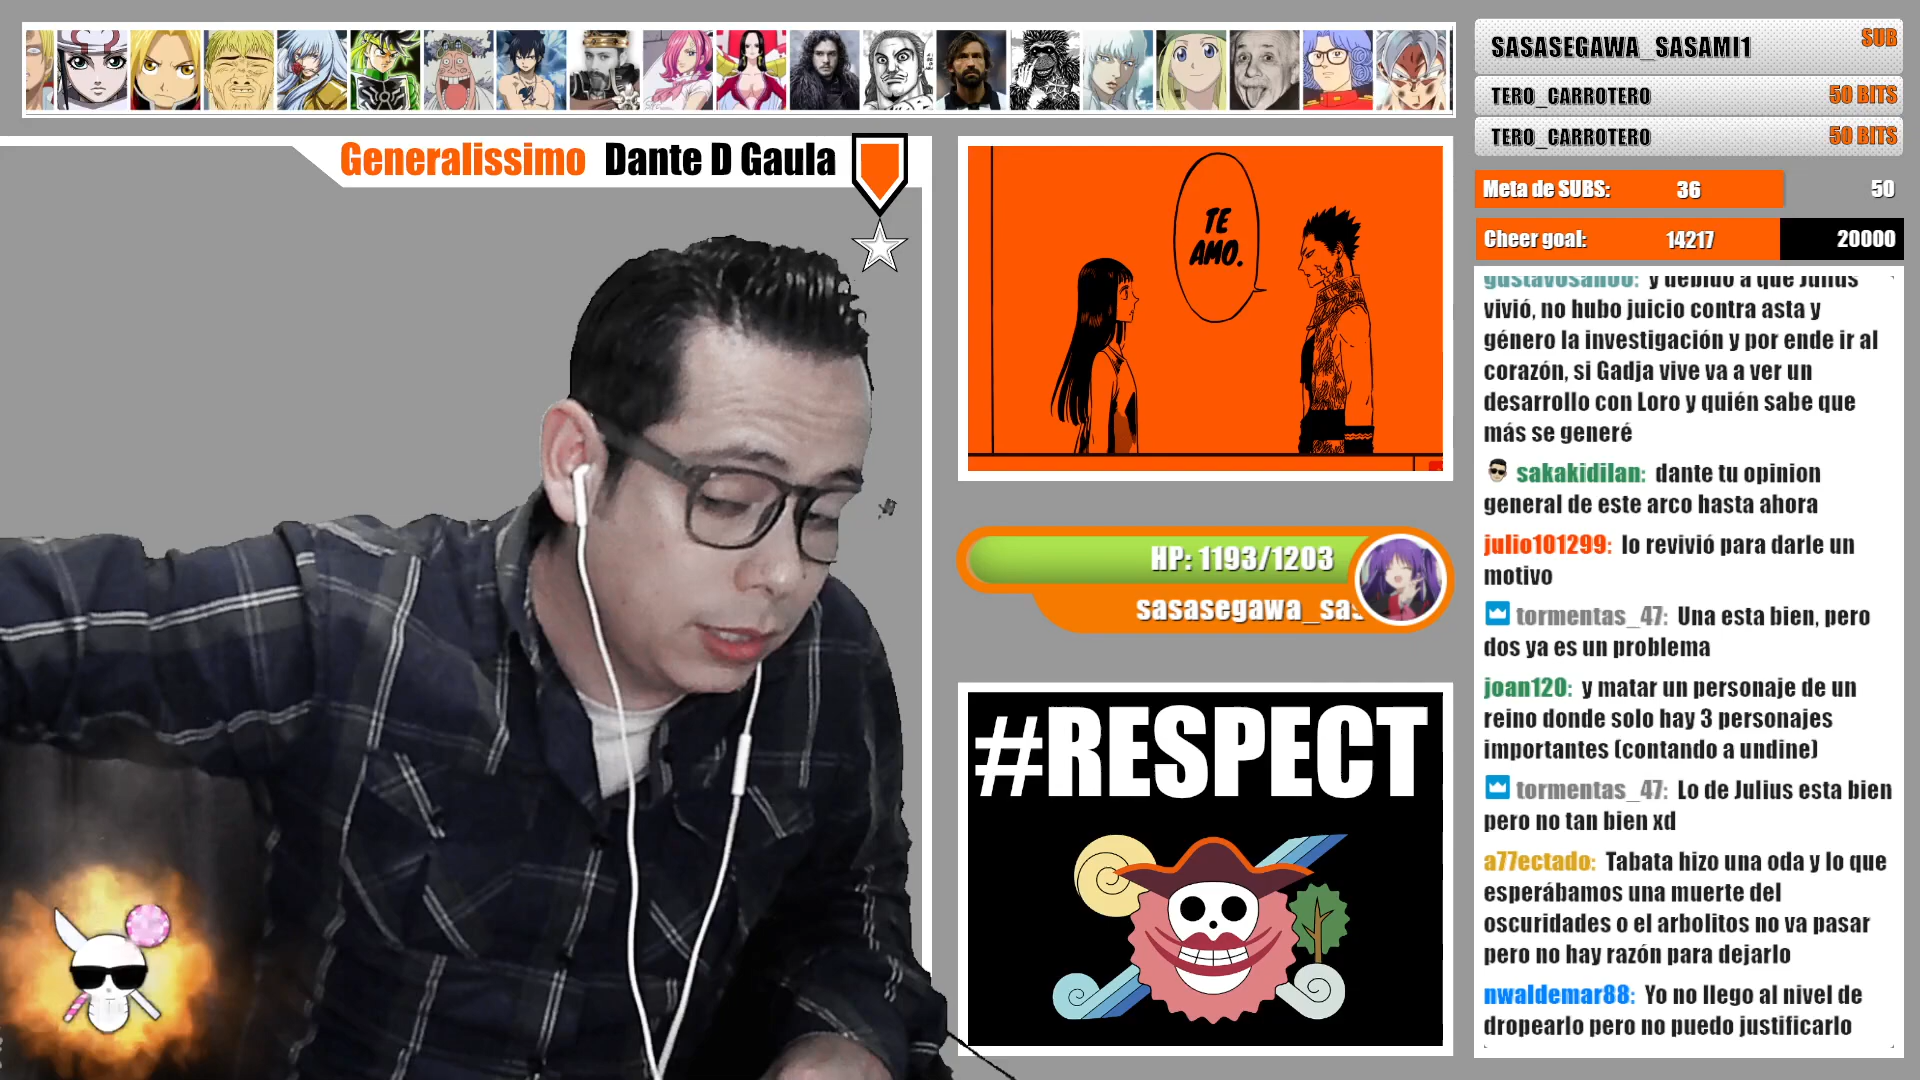 Generalissimo Dante D Gaula
TE
AMO.
HP: 1193/1203
sasasegawa_sas
#RESPECT
SASASEGAWA_SASAMI1 SUB
TERO_CARROTERO 50 BITS
TERO_CARROTERO 50 BITS
Meta de SUBS: 36 50
Cheer goal: 14217 20000
y debido a que Julius
vivió, no hubo juicio contra asta y
género la investigación y por ende ir al
corazón, si Gadja vive va a ver un
desarrollo con Loro y quién sabe que
más se generé
sakakidilan: dante tu opinion
general de este arco hasta ahora
julio101299: lo revivió para darle un
motivo
tormentas_47: Una esta bien, pero
dos ya es un problema
joan120: y matar un personaje de un
reino donde solo hay 3 personajes
importantes (contando a undine)
tormentas_47: Lo de Julius esta bien
pero no tan bien xd
a77ectado: Tabata hizo una oda y lo que
esperábamos una muerte del
oscuridades o el arbolitos no va pasar
pero no hay razón para dejarlo
nwaldemar88: Yo no llego al nivel de
dropearlo pero no puedo justificarlo